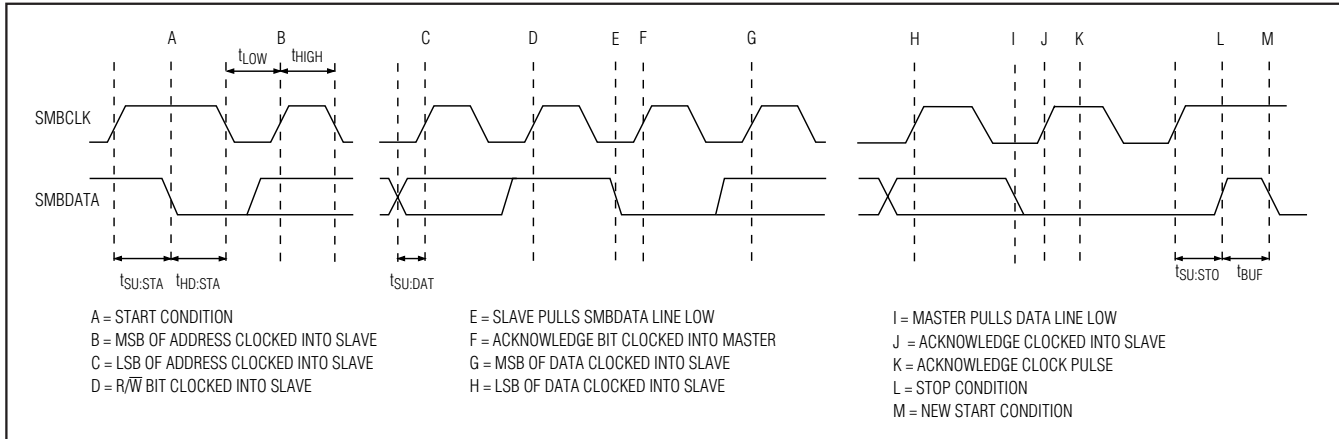 A B C D E F G H I J K L M
tLOW tHIGH
SMBCLK
SMBDATA
tSU:STA tHD:STA tSU:DAT tSU:STO tBUF
A = START CONDITION
B = MSB OF ADDRESS CLOCKED INTO SLAVE
C = LSB OF ADDRESS CLOCKED INTO SLAVE
D = R/W̅ BIT CLOCKED INTO SLAVE
E = SLAVE PULLS SMBDATA LINE LOW
F = ACKNOWLEDGE BIT CLOCKED INTO MASTER
G = MSB OF DATA CLOCKED INTO SLAVE
H = LSB OF DATA CLOCKED INTO SLAVE
I = MASTER PULLS DATA LINE LOW
J = ACKNOWLEDGE CLOCKED INTO SLAVE
K = ACKNOWLEDGE CLOCK PULSE
L = STOP CONDITION
M = NEW START CONDITION